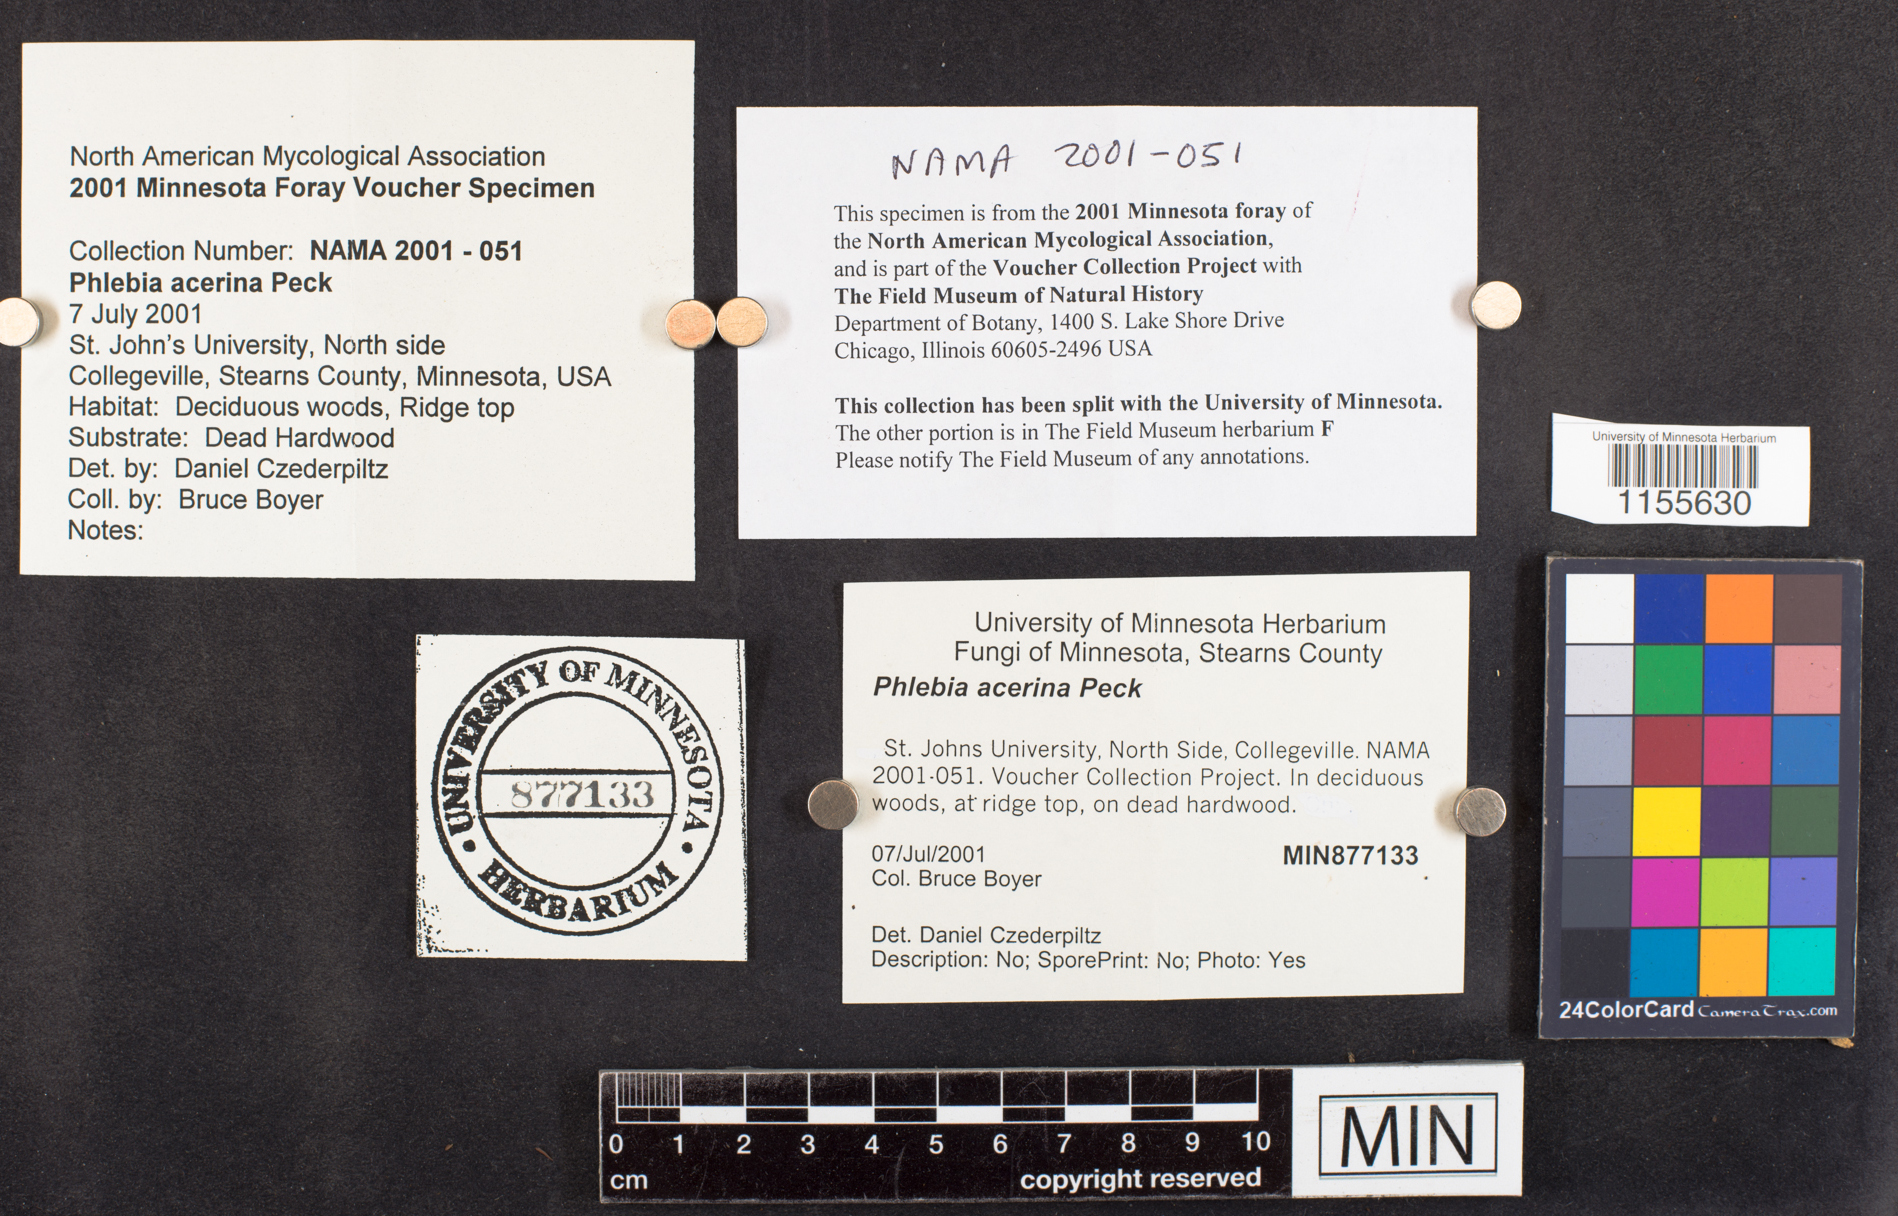 North American Mycological Association
2001 Minnesota Foray Voucher Specimen
Collection Number: NAMA 2001 - 051
Phlebia acerina Peck
7 July 2001
St. John's University, North side
Collegeville, Stearns County, Minnesota, USA
Habitat: Deciduous woods, Ridge top
Substrate: Dead Hardwood
Det. by: Daniel Czederpiltz
Coll. by: Bruce Boyer
Notes:
NAMA 2001-051
This specimen is from the 2001 Minnesota foray of
the North American Mycological Association,
and is part of the Voucher Collection Project with
The Field Museum of Natural History
Department of Botany, 1400 S. Lake Shore Drive
Chicago, Illinois 60605-2496 USA
This collection has been split with the University of Minnesota.
The other portion is in The Field Museum herbarium F
Please notify The Field Museum of any annotations.
University of Minnesota Herbarium
1155630
UNIVERSITY OF MINNESOTA
877133
HERBARIUM
University of Minnesota Herbarium
Fungi of Minnesota, Stearns County
Phlebia acerina Peck
St. Johns University, North Side, Collegeville. NAMA
2001-051. Voucher Collection Project. In deciduous
woods, at ridge top, on dead hardwood.
07/Jul/2001
MIN877133
Col. Bruce Boyer
Det. Daniel Czederpiltz
Description: No; SporePrint: No; Photo: Yes
24ColorCard CameraTrax.com
0 1 2 3 4 5 6 7 8 9 10
cm
copyright reserved
MIN